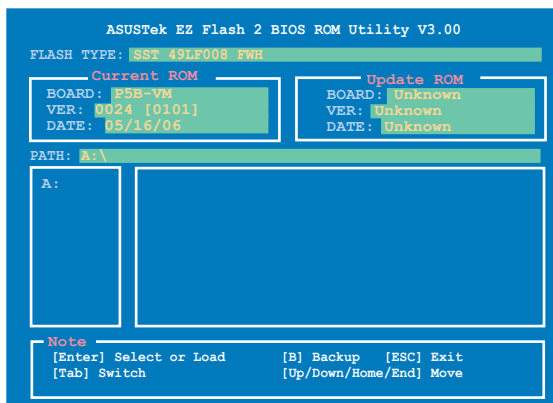 ASUSTek EZ Flash 2 BIOS ROM Utility V3.00
FLASH TYPE: SST 49LF008 FWH
Current ROM
BOARD: P5B-VM
VER: 0024 [0101]
DATE: 05/16/06
Update ROM
BOARD: Unknown
VER: Unknown
DATE: Unknown
PATH: A:\
A:
Note
[Enter] Select or Load [B] Backup [ESC] Exit
[Tab] Switch [Up/Down/Home/End] Move